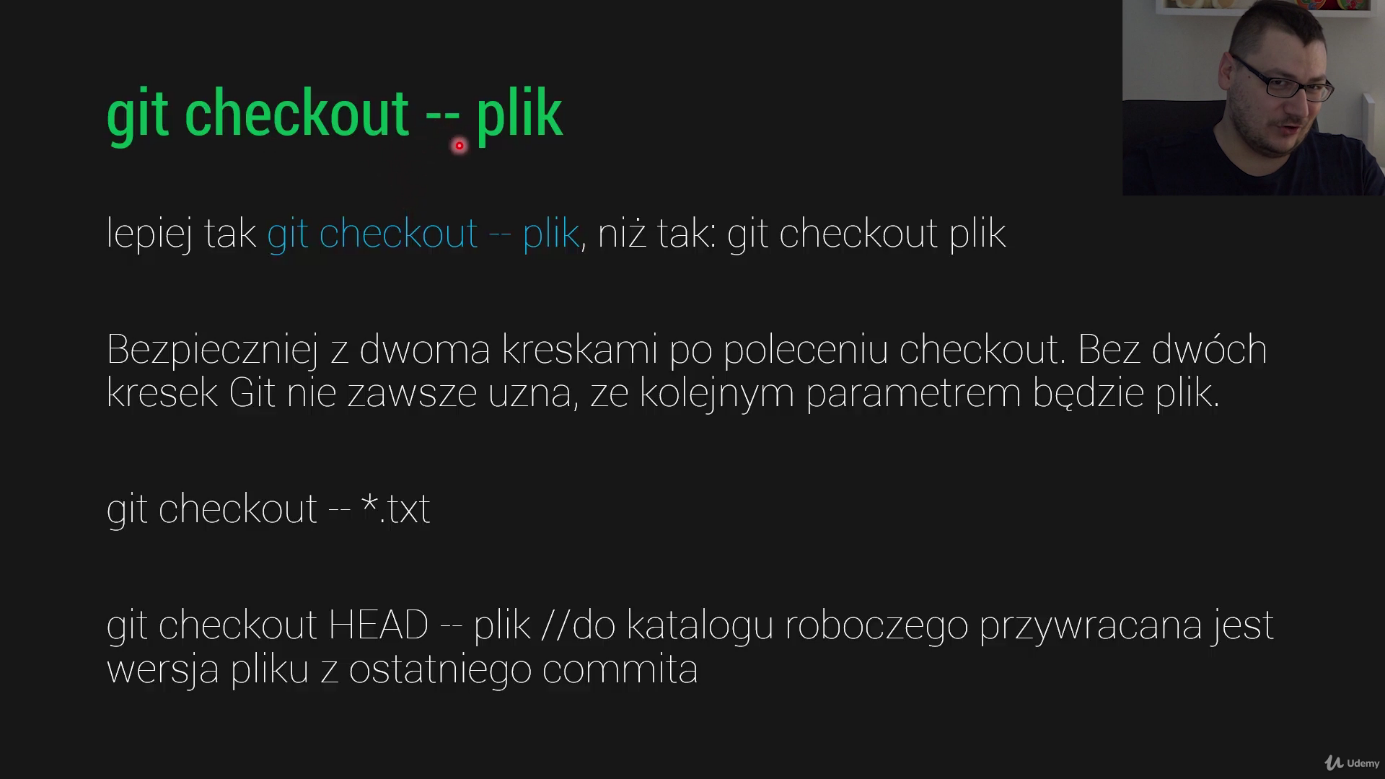 git checkout -- plik
lepiej tak git checkout -- plik, niż tak: git checkout plik
Bezpieczniej z dwoma kreskami po poleceniu checkout. Bez dwóch
kresek Git nie zawsze uzna, ze kolejnym parametrem będzie plik.
git checkout -- *.txt
git checkout HEAD -- plik //do katalogu roboczego przywracana jest
wersja pliku z ostatniego commita
Udemy